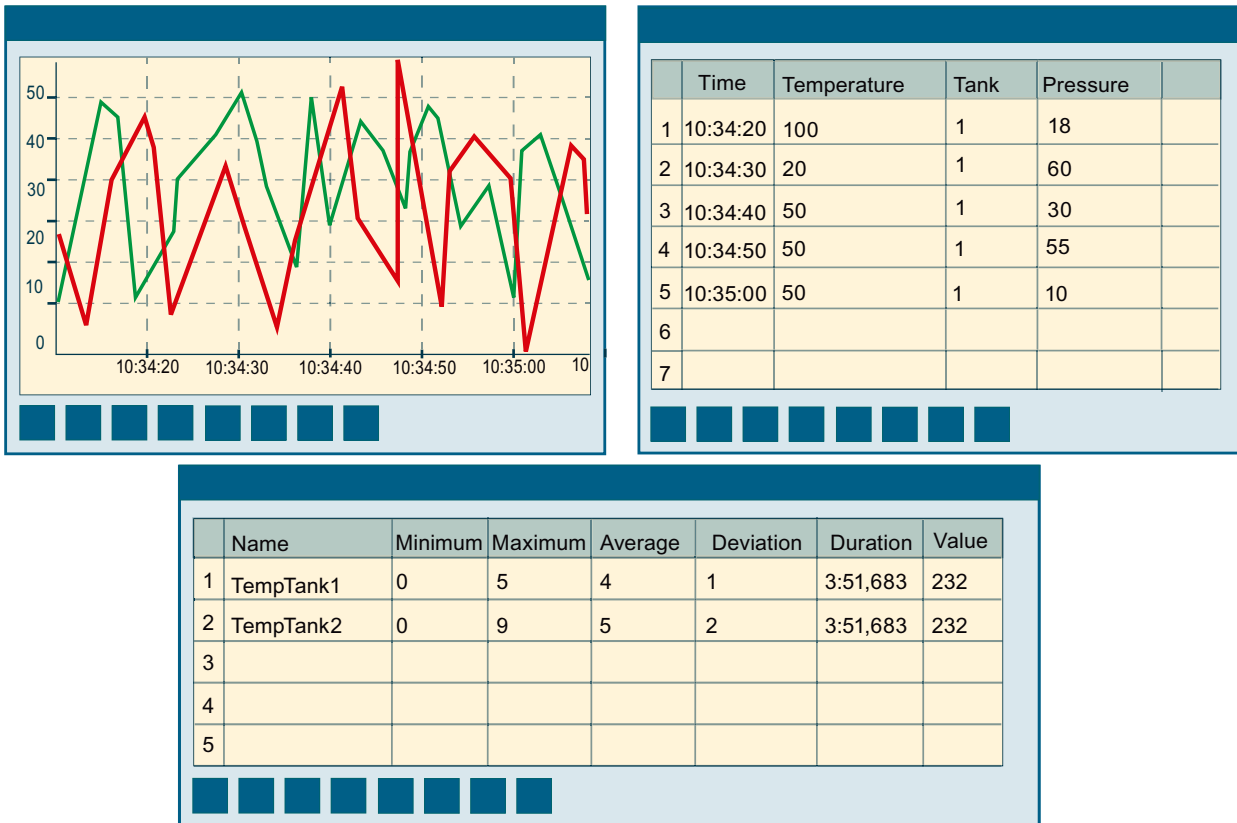 50
40
30
20
10
0
10:34:20 10:34:30 10:34:40 10:34:50 10:35:00 10
Time Temperature Tank Pressure
1 10:34:20 100 1 18
2 10:34:30 20 1 60
3 10:34:40 50 1 30
4 10:34:50 50 1 55
5 10:35:00 50 1 10
6
7
Name Minimum Maximum Average Deviation Duration Value
1 TempTank1 0 5 4 1 3:51,683 232
2 TempTank2 0 9 5 2 3:51,683 232
3
4
5